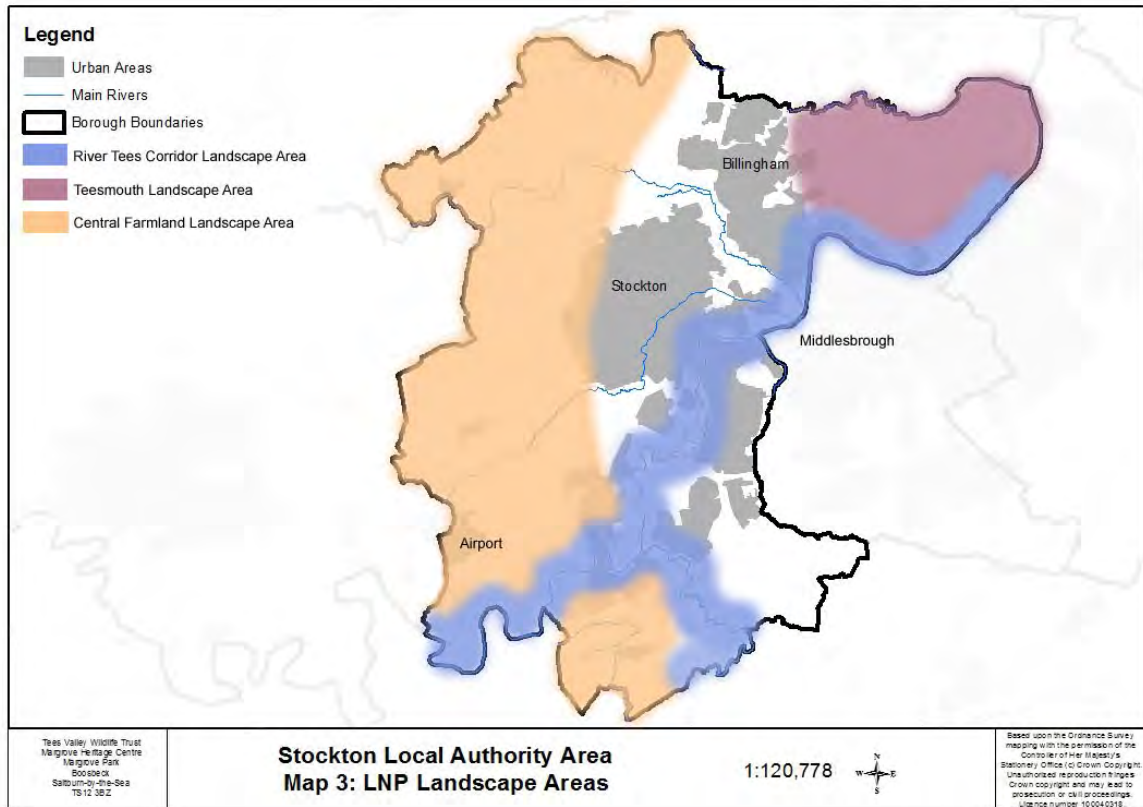 Legend
Urban Areas
Main Rivers
Borough Boundaries
River Tees Corridor Landscape Area
Teesmouth Landscape Area
Central Farmland Landscape Area
Billingham
Stockton
Middlesbrough
Airport
Tees Valley Wildlife Trust
Margrove Heritage Centre
Margrove Park
Boosbeck
Saltburn-by-the-Sea
TS12 3BZ
Stockton Local Authority Area
Map 3: LNP Landscape Areas
1:120,778
N
W E
S
Based upon the Ordnance Survey
mapping with the permission of the
Controller of Her Majesty's
Stationery Office (c) Crown Copyright.
Unauthorized reproduction fringes
Crown copyright and may lead to
prosecution or civil proceedings.
Licence number 100040318.